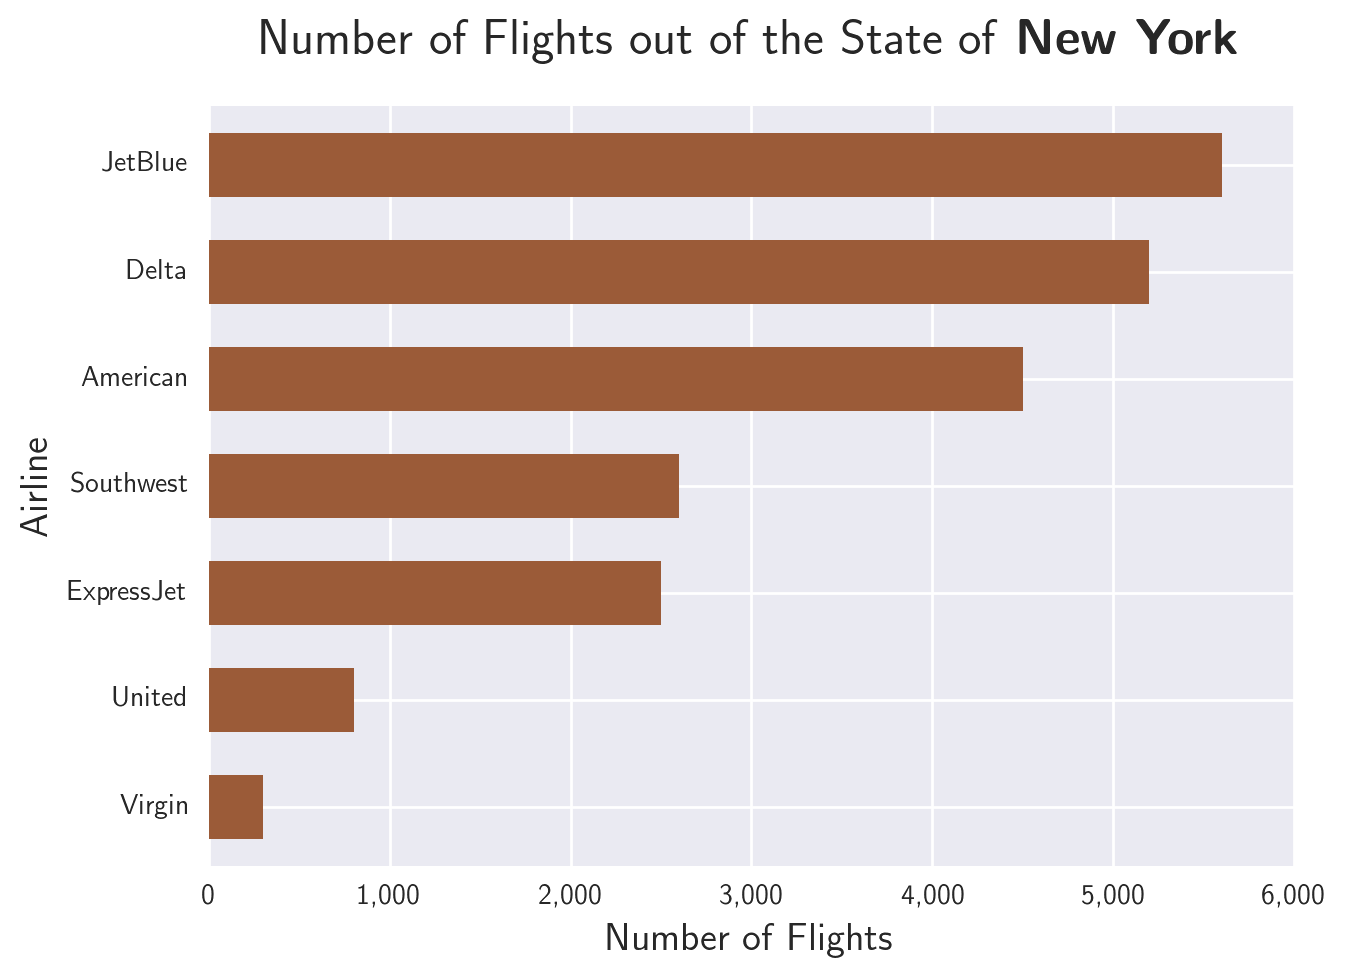 Number of Flights out of the State of New York
JetBlue
Delta
American
Southwest
ExpressJet
United
Virgin
Airline
0 1,000 2,000 3,000 4,000 5,000 6,000
Number of Flights